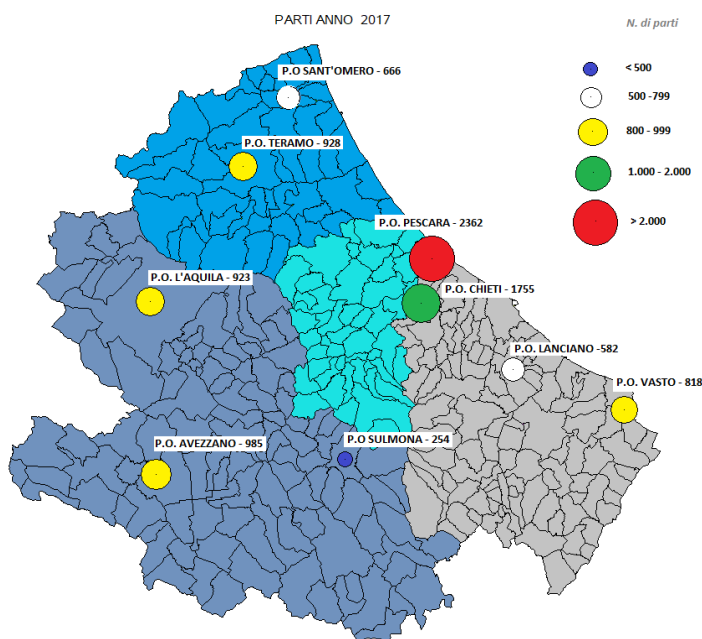 PARTI ANNO 2017
N. di parti
< 500
500 -799
800 - 999
1.000 - 2.000
> 2.000
P.O SANT'OMERO - 666
P.O. TERAMO - 928
P.O. PESCARA - 2362
P.O. L'AQUILA - 923
P.O. CHIETI - 1755
P.O. LANCIANO -582
P.O. VASTO - 818
P.O. AVEZZANO - 985
P.O SULMONA - 254